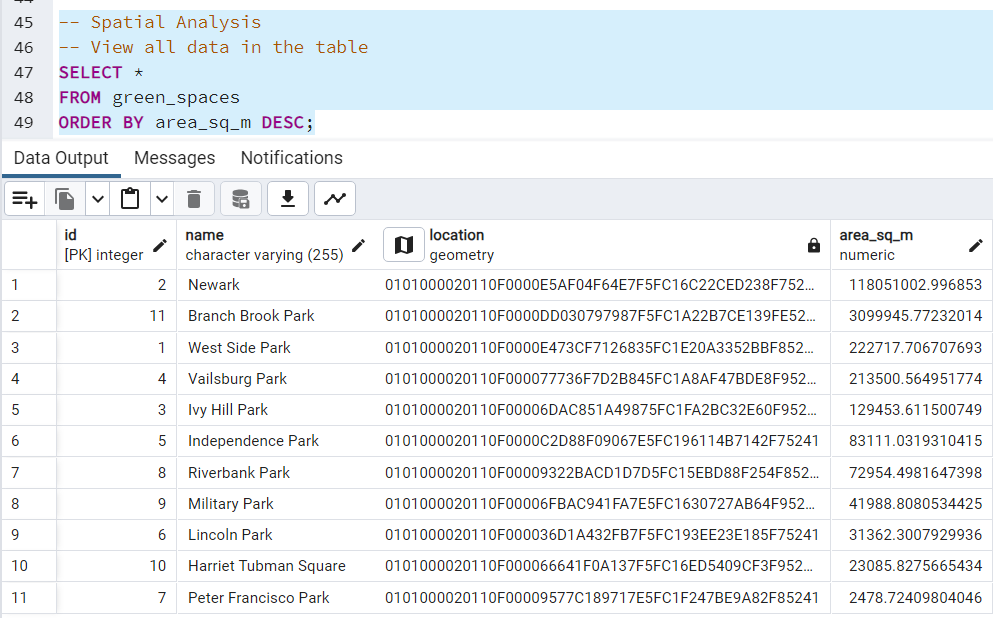 45 -- Spatial Analysis
46 -- View all data in the table
47 SELECT *
48 FROM green_spaces
49 ORDER BY area_sq_m DESC;
Data Output Messages Notifications
id name location area_sq_m
[PK] integer character varying (255) geometry numeric
1 2 Newark 0101000020110F0000E5AF04F64E7F5FC16C22CED238F752… 118051002.996853
2 11 Branch Brook Park 0101000020110F0000DD030797987F5FC1A22B7CE139FE52… 3099945.77232014
3 1 West Side Park 0101000020110F0000E473CF7126835FC1E20A3352BBF852… 222717.706707693
4 4 Vailsburg Park 0101000020110F000077736F7D2B845FC1A8AF47BDE8F952… 213500.564951774
5 3 Ivy Hill Park 0101000020110F00006DAC851A49875FC1FA2BC32E60F952… 129453.611500749
6 5 Independence Park 0101000020110F0000C2D88F09067E5FC196114B7142F75241 83111.0319310415
7 8 Riverbank Park 0101000020110F00009322BACD1D7D5FC15EBD88F254F852… 72954.4981647398
8 9 Military Park 0101000020110F00006FBAC941FA7E5FC1630727AB64F952… 41988.8080534425
9 6 Lincoln Park 0101000020110F000036D1A432FB7F5FC193EE23E185F75241 31362.3007929936
10 10 Harriet Tubman Square 0101000020110F000066641F0A137F5FC16ED5409CF3F952… 23085.8275665434
11 7 Peter Francisco Park 0101000020110F00009577C189717E5FC1F247BE9A82F85241 2478.72409804046